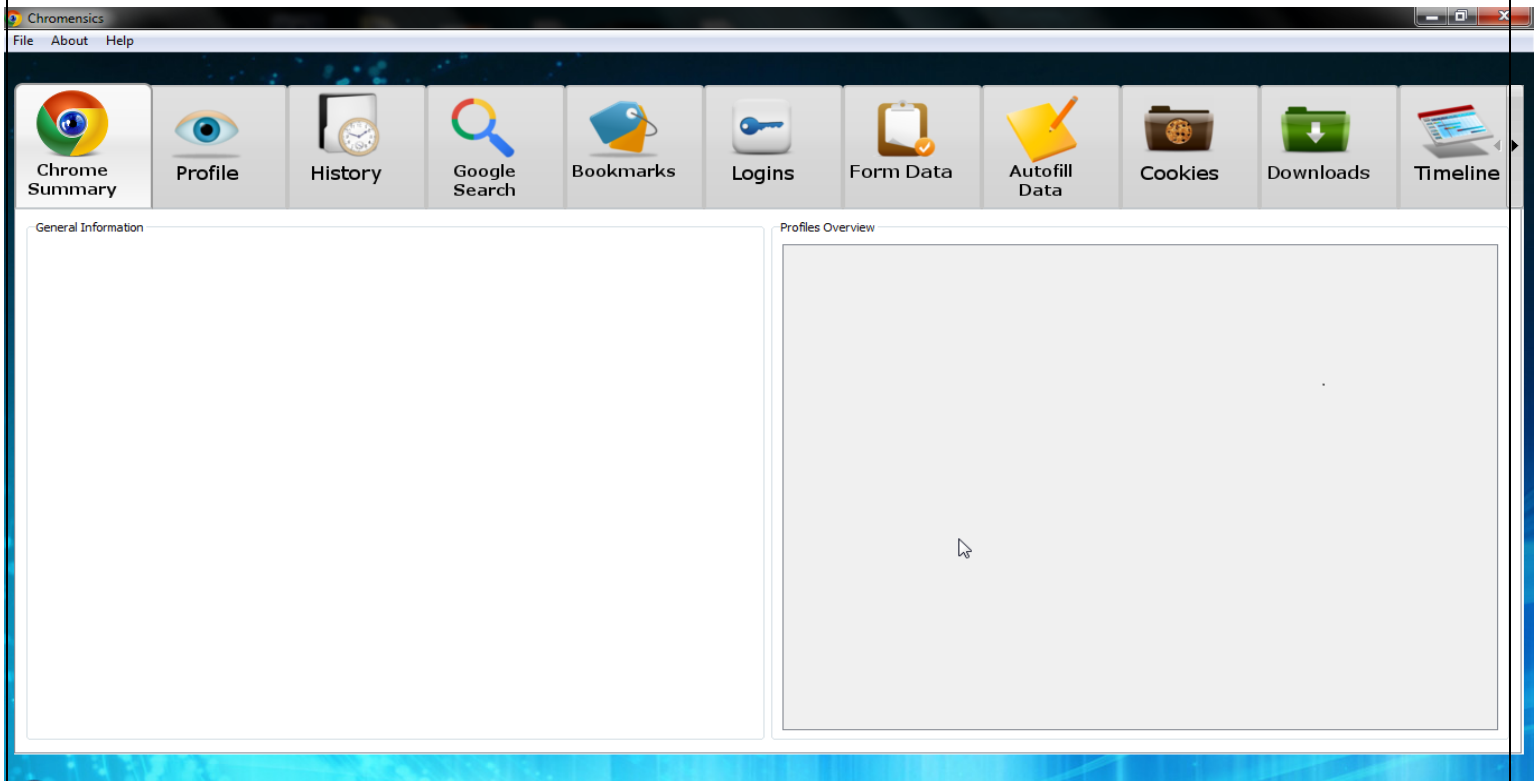 Chromensics
File About Help
Chrome
Summary
Profile
History
Google
Search
Bookmarks
Logins
Form Data
Autofill
Data
Cookies
Downloads
Timeline
General Information
Profiles Overview